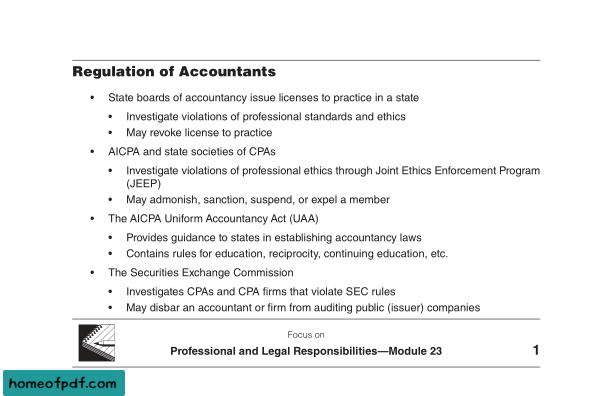 Regulation of Accountants
• State boards of accountancy issue licenses to practice in a state
• Investigate violations of professional standards and ethics
• May revoke license to practice
• AICPA and state societies of CPAs
• Investigate violations of professional ethics through Joint Ethics Enforcement Program
(JEEP)
• May admonish, sanction, suspend, or expel a member
• The AICPA Uniform Accountancy Act (UAA)
• Provides guidance to states in establishing accountancy laws
• Contains rules for education, reciprocity, continuing education, etc.
• The Securities Exchange Commission
• Investigates CPAs and CPA firms that violate SEC rules
• May disbar an accountant or firm from auditing public (issuer) companies
Focus on
Professional and Legal Responsibilities—Module 23 1
homeofpdf.com